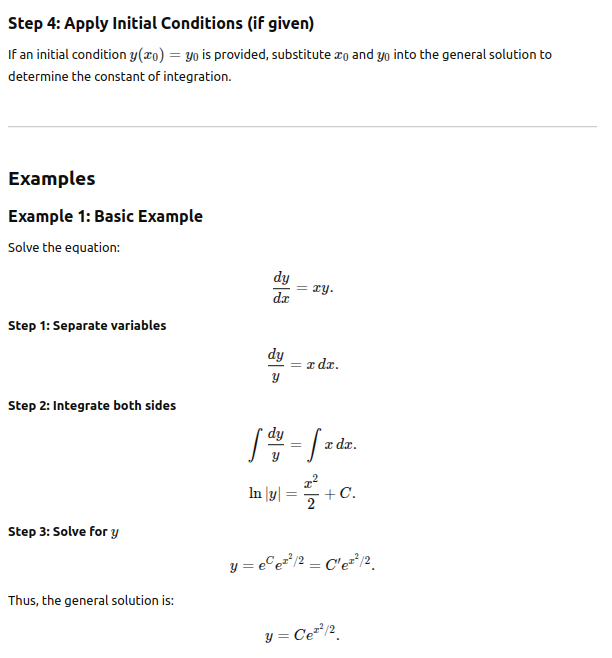 Step 4: Apply Initial Conditions (if given)
If an initial condition $y(x_0) = y_0$ is provided, substitute $x_0$ and $y_0$ into the general solution to
determine the constant of integration.
Examples
Example 1: Basic Example
Solve the equation:
$\frac{dy}{dx} = xy.$
Step 1: Separate variables
$\frac{dy}{y} = x\,dx.$
Step 2: Integrate both sides
$\int \frac{dy}{y} = \int x\,dx.$
$\ln|y| = \frac{x^2}{2} + C.$
Step 3: Solve for $y$
$y = e^C e^{x^2/2} = C' e^{x^2/2}.$
Thus, the general solution is:
$y = Ce^{x^2/2}.$